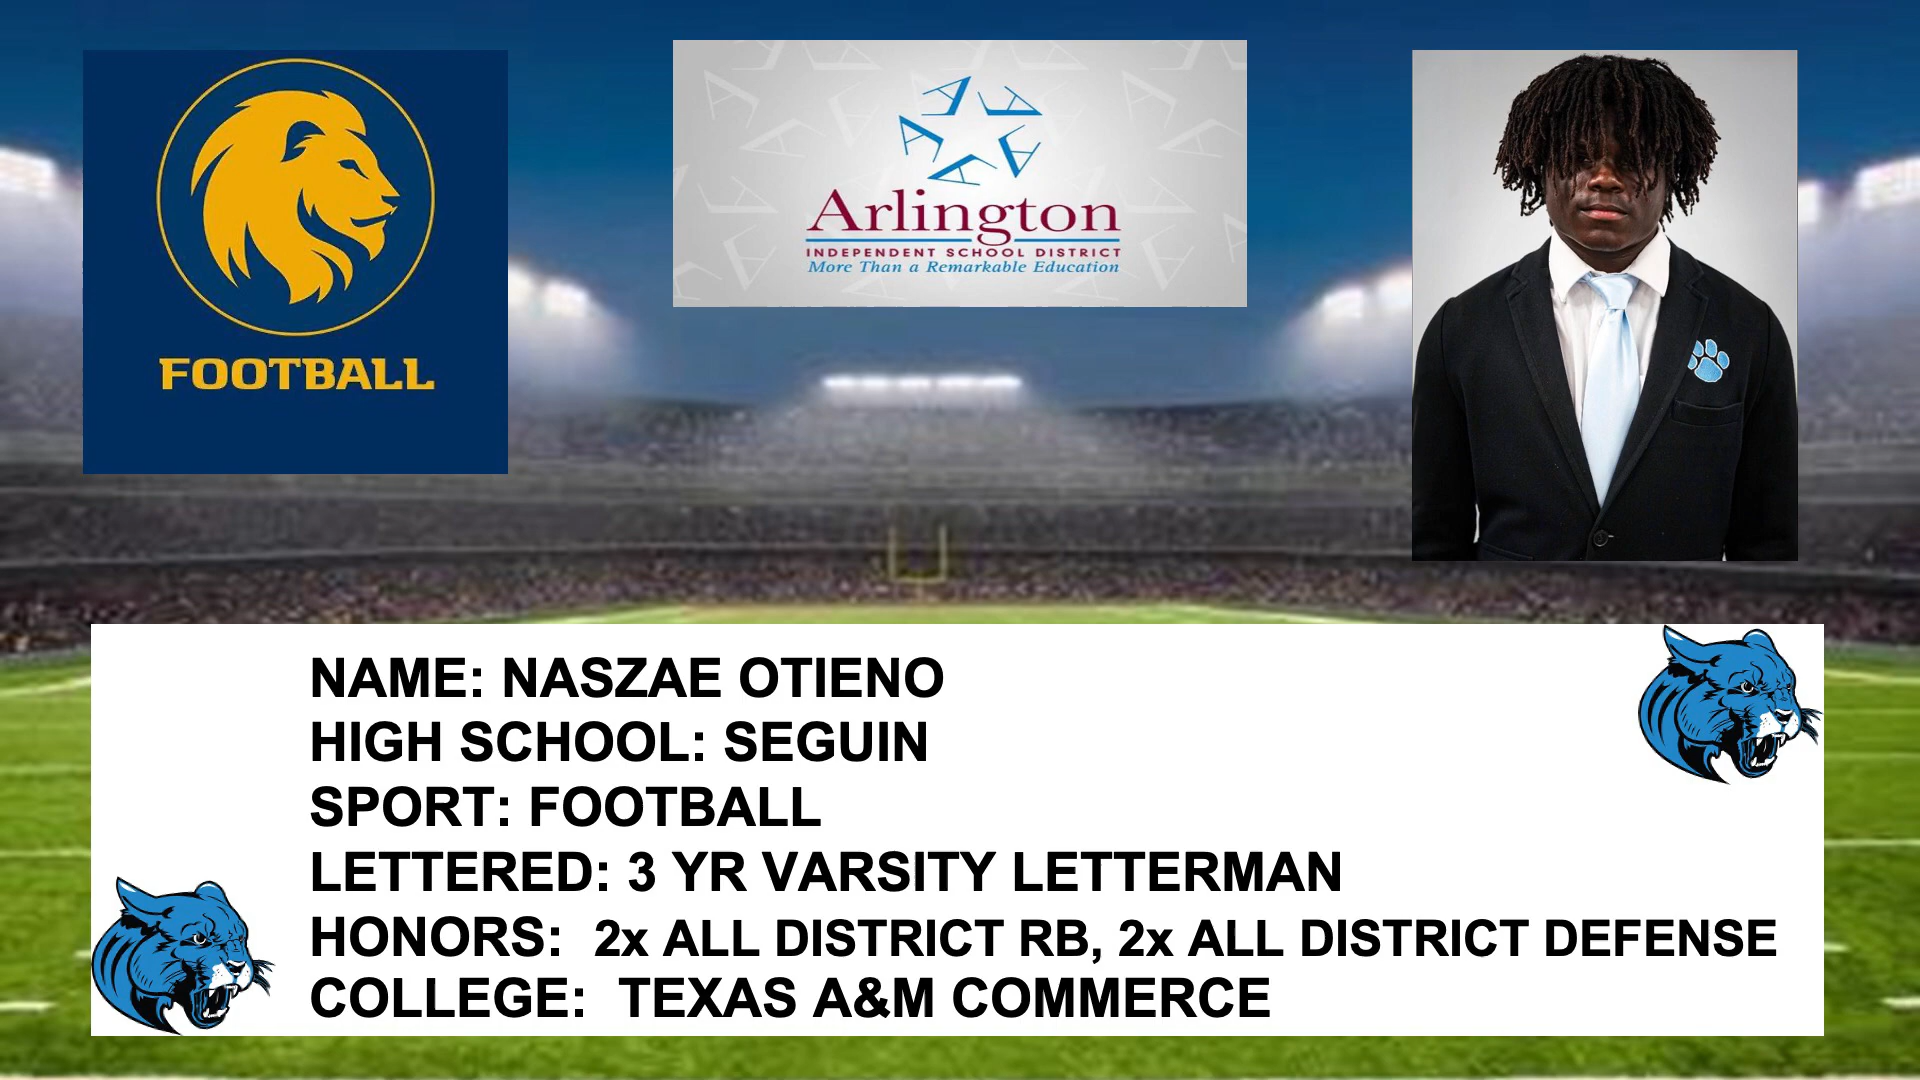 FOOTBALL
Arlington
INDEPENDENT SCHOOL DISTRICT
More Than a Remarkable Education
NAME: NASZAE OTIENO
HIGH SCHOOL: SEGUIN
SPORT: FOOTBALL
LETTERED: 3 YR VARSITY LETTERMAN
HONORS: 2x ALL DISTRICT RB, 2x ALL DISTRICT DEFENSE
COLLEGE: TEXAS A&M COMMERCE